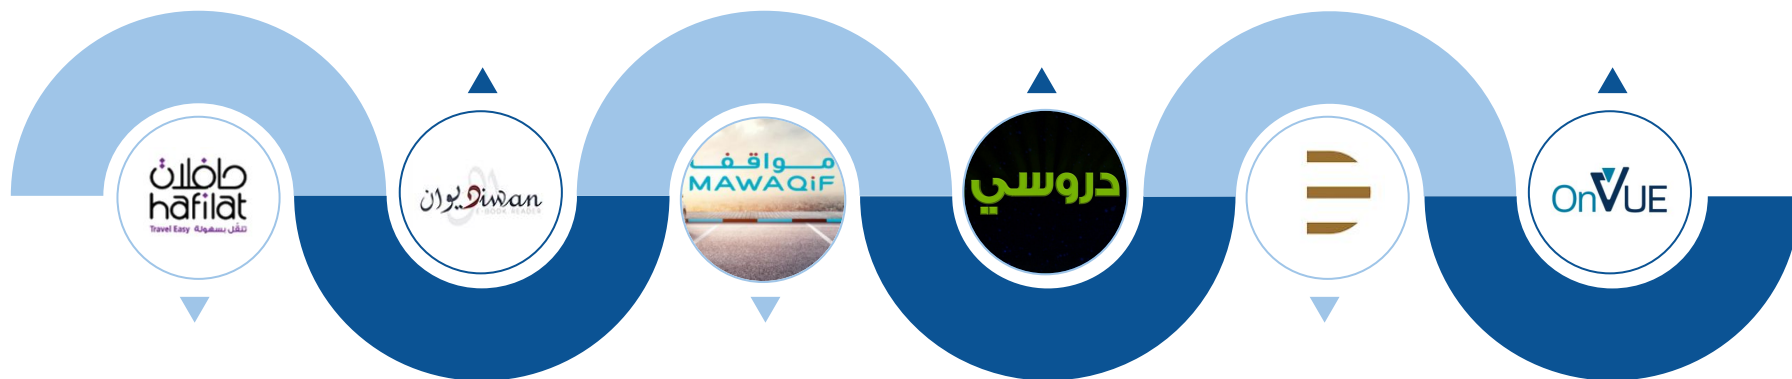 حافلات
hafilat
Travel Easy تنقل بسهولة
Diwan ديوان
E-BOOK READER
مواقف
MAWAQiF
دروسي
OnVUE